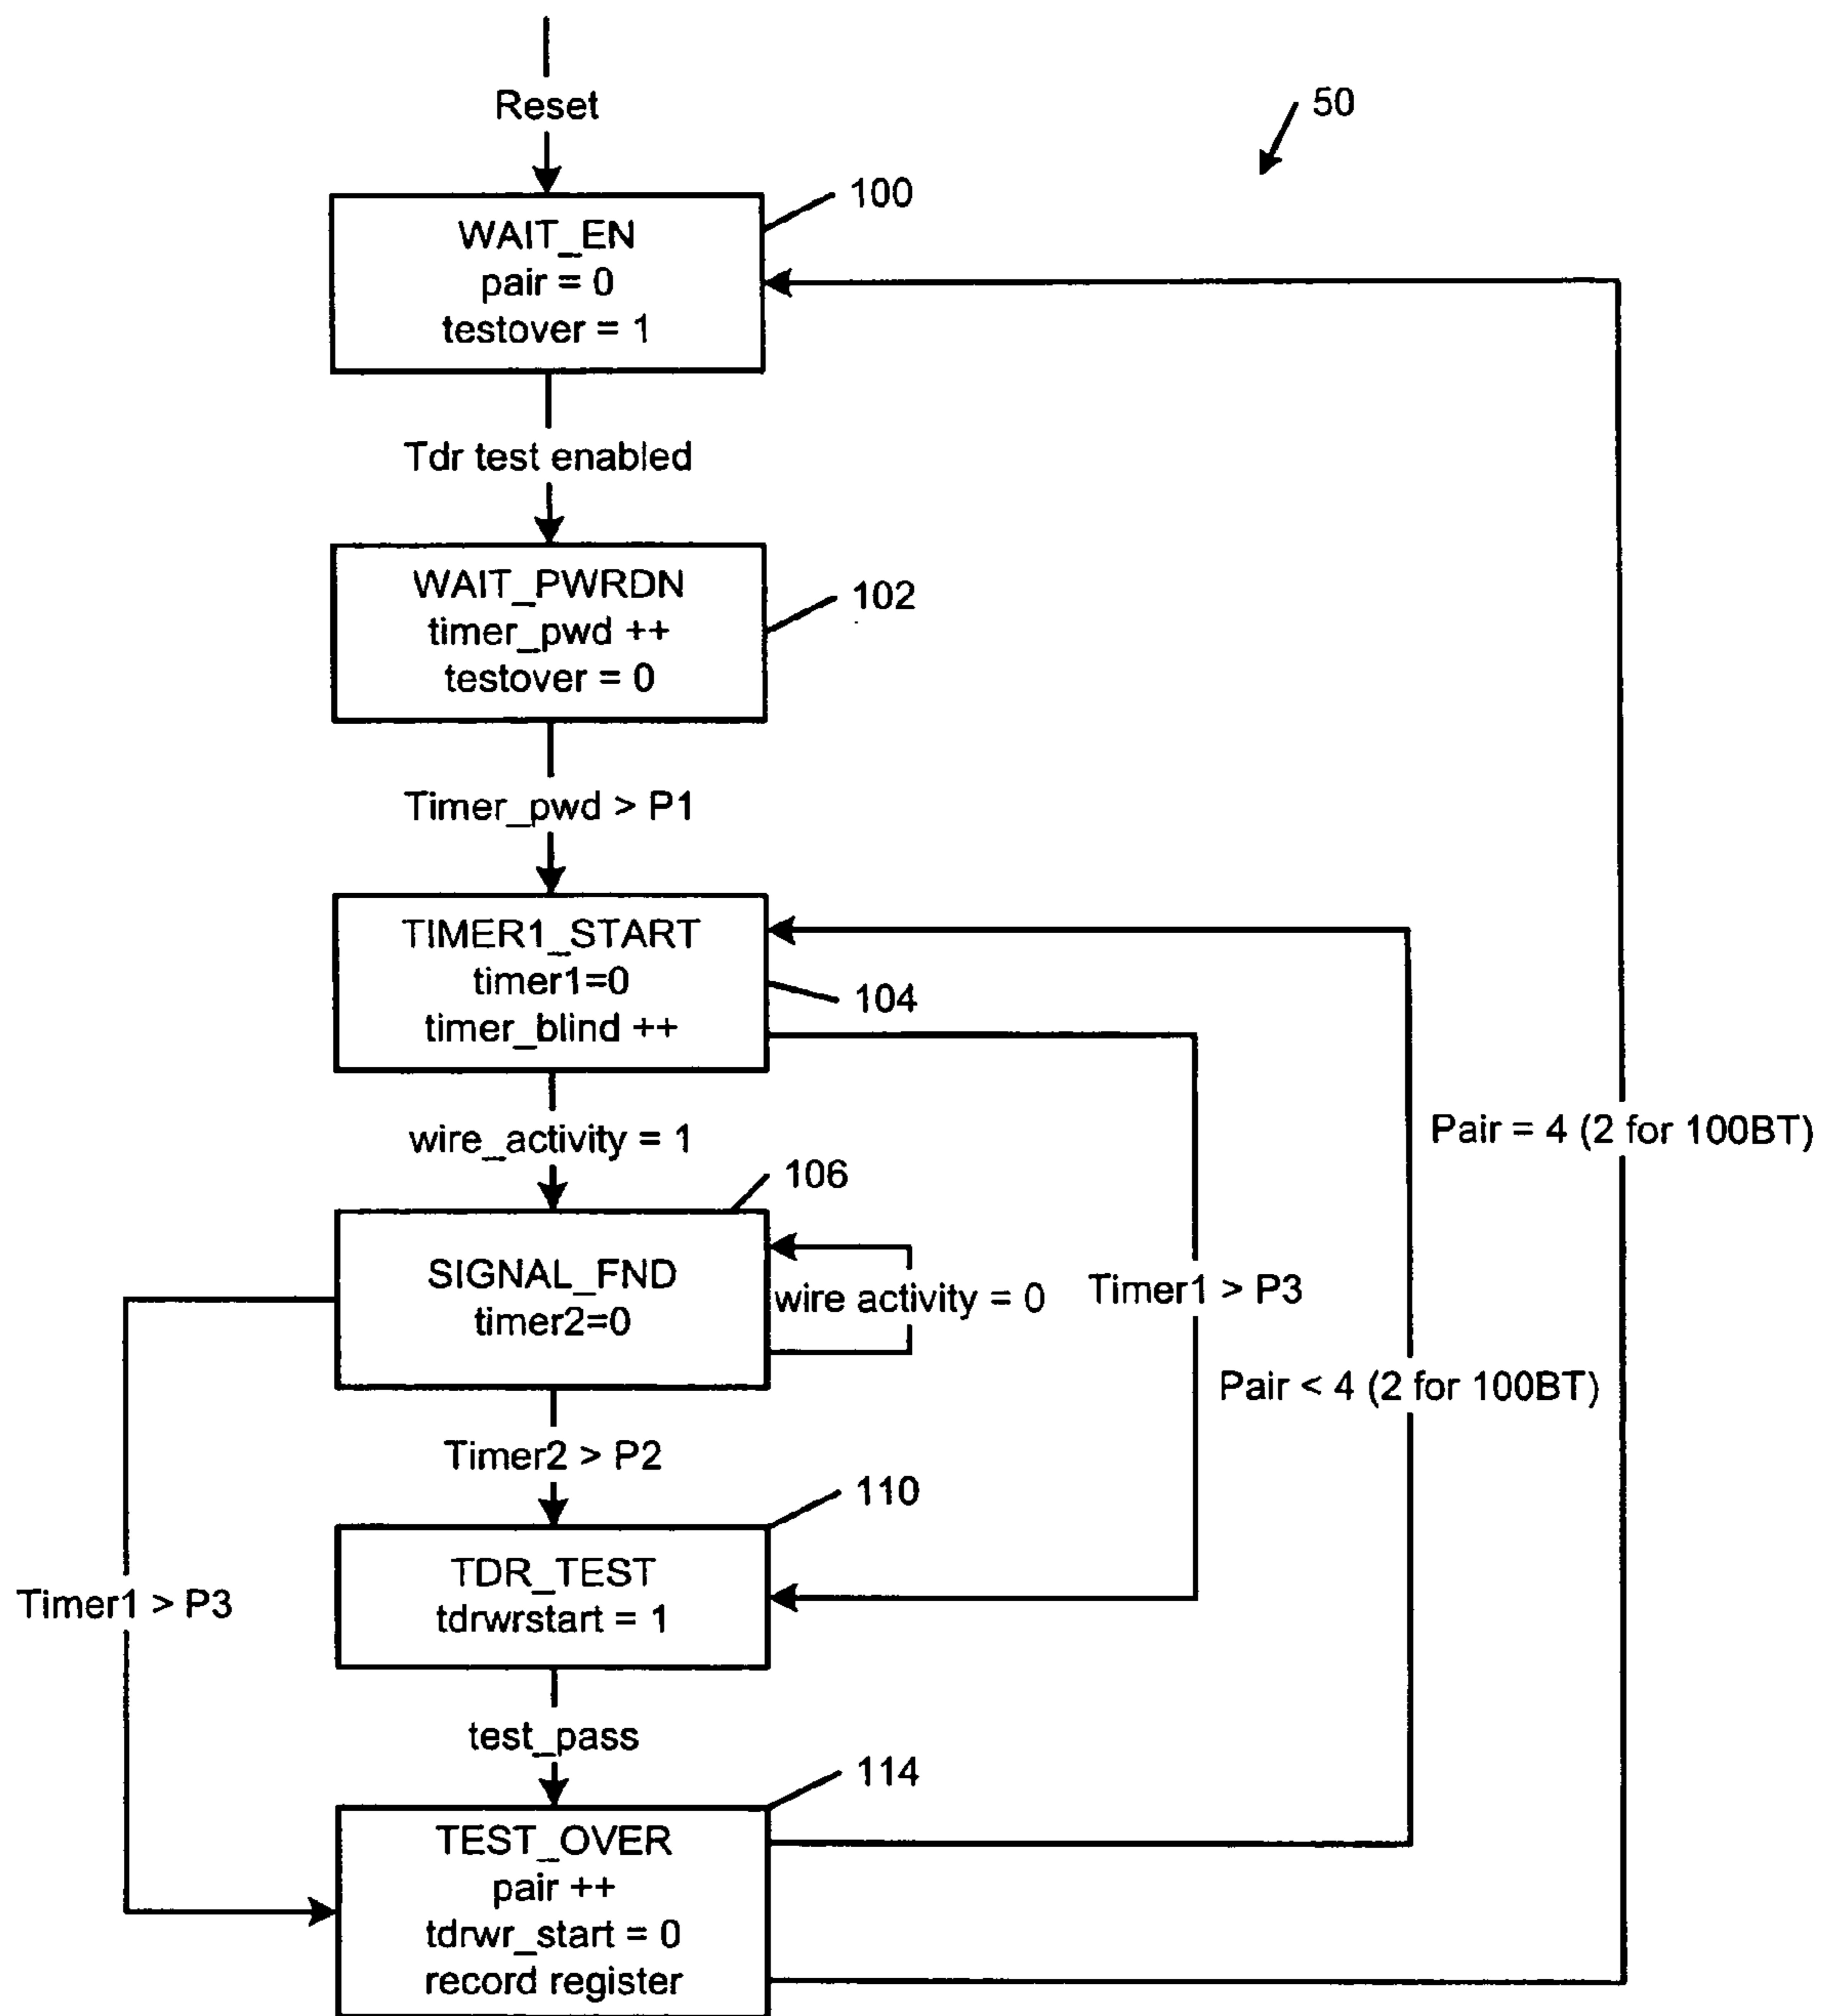 Reset
50
100
WAIT_EN
pair = 0
testover = 1
Tdr test enabled
WAIT_PWRDN
timer_pwd ++
testover = 0
102
Timer_pwd > P1
TIMER1_START
timer1=0
timer_blind ++
104
wire_activity = 1
Pair = 4 (2 for 100BT)
106
SIGNAL_FND
timer2=0
wire activity = 0
Timer1 > P3
Pair < 4 (2 for 100BT)
Timer2 > P2
110
TDR_TEST
tdrwrstart = 1
Timer1 > P3
test_pass
114
TEST_OVER
pair ++
tdrwr_start = 0
record register